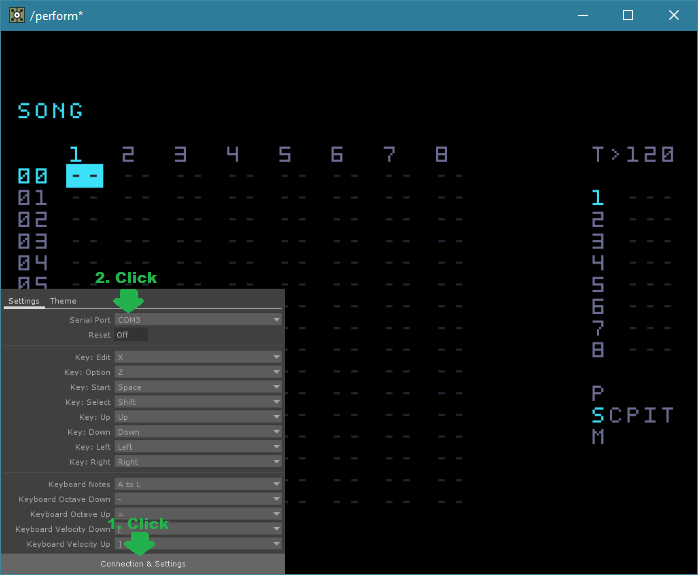 /perform*
SONG
1 2 3 4 5 6 7 8 T>120
00 -- -- -- -- -- -- -- --
01 -- -- -- -- -- -- -- -- 1 ---
02 -- -- -- -- -- -- -- -- 2 ---
03 -- -- -- -- -- -- -- -- 3 ---
04 -- -- -- -- -- -- -- -- 4 ---
05 -- -- -- -- 5 ---
6 ---
7 ---
8 ---
P
SCPIT
M
2. Click
Settings Theme
Serial Port COM3
Reset Off
Key: Edit X
Key: Option Z
Key: Start Space
Key: Select Shift
Key: Up Up
Key: Down Down
Key: Left Left
Key: Right Right
Keyboard Notes A to L
Keyboard Octave Down -
Keyboard Octave Up =
1. Click
Keyboard Velocity Down [
Keyboard Velocity Up ]
Connection & Settings